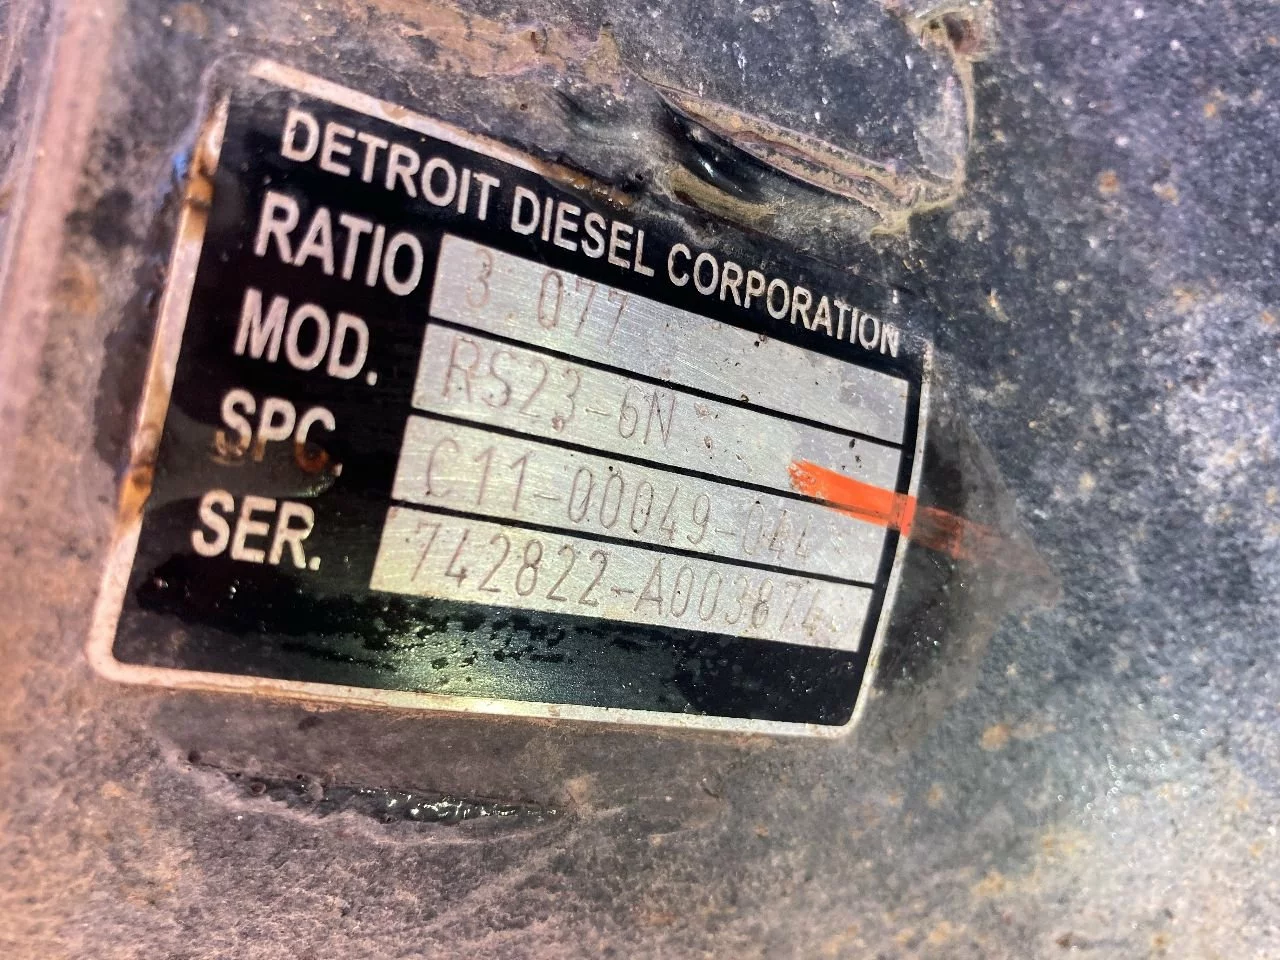 DETROIT DIESEL CORPORATION
RATIO 3.077
MOD. RS23-6N
SPC. C11-00049-044
SER. 742822-A003874